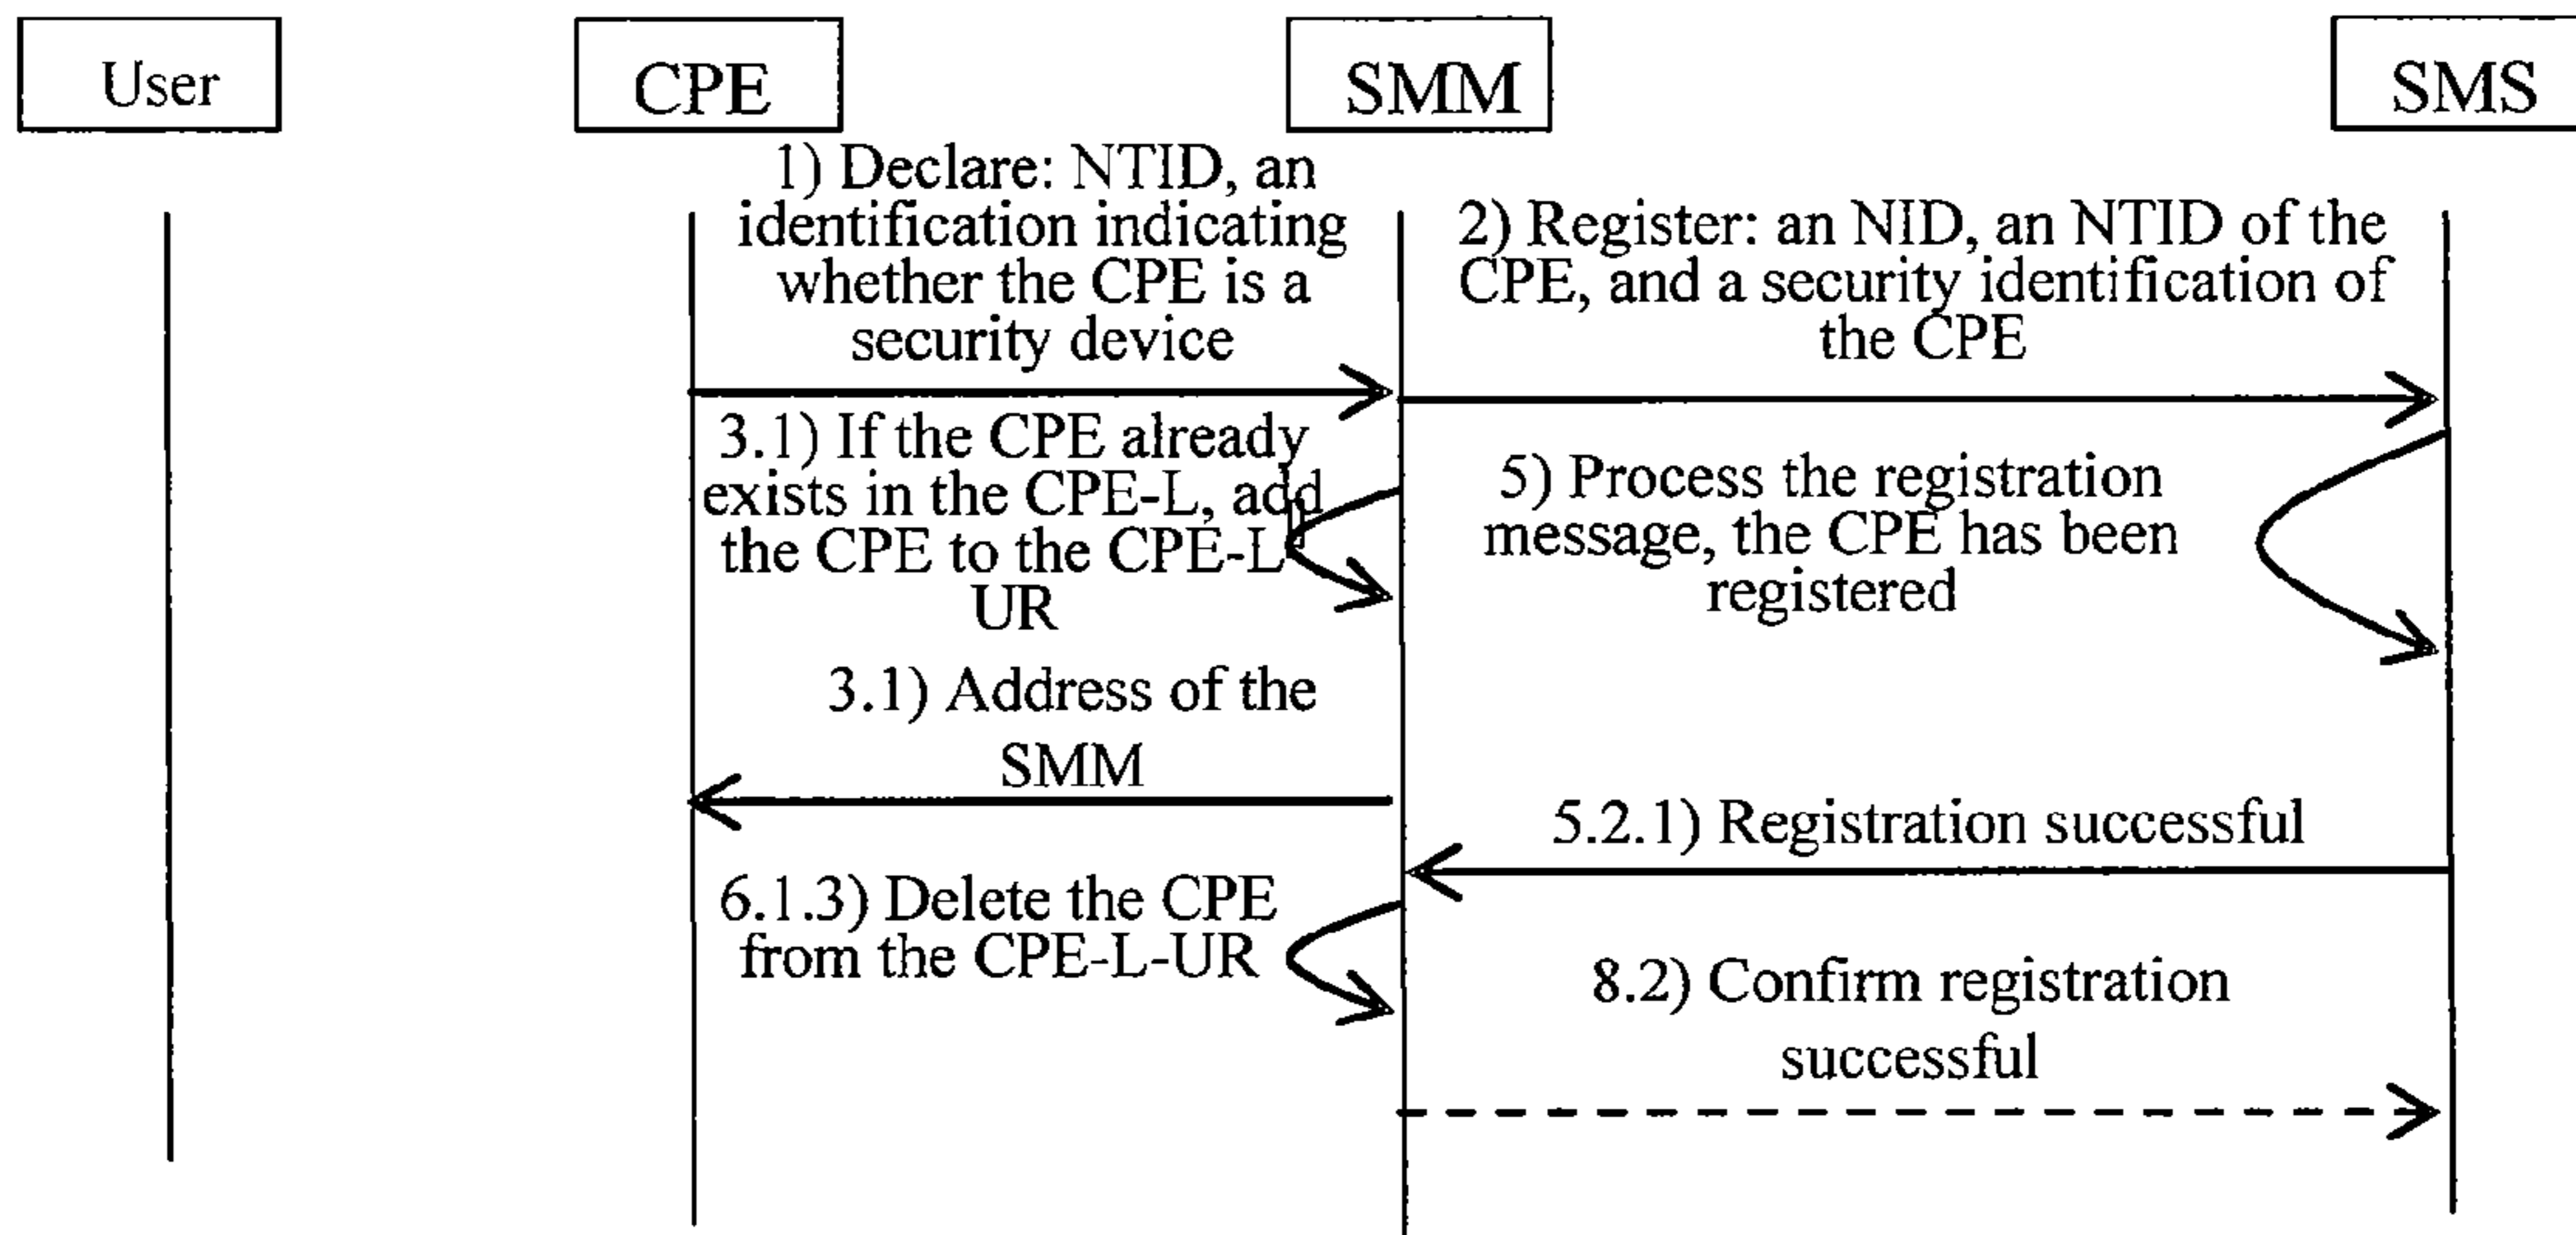 User
CPE
SMM
SMS
1) Declare: NTID, an
identification indicating
whether the CPE is a
security device
2) Register: an NID, an NTID of the
CPE, and a security identification of
the CPE
3.1) If the CPE already
exists in the CPE-L, add
the CPE to the CPE-L-
UR
5) Process the registration
message, the CPE has been
registered
3.1) Address of the
SMM
5.2.1) Registration successful
6.1.3) Delete the CPE
from the CPE-L-UR
8.2) Confirm registration
successful